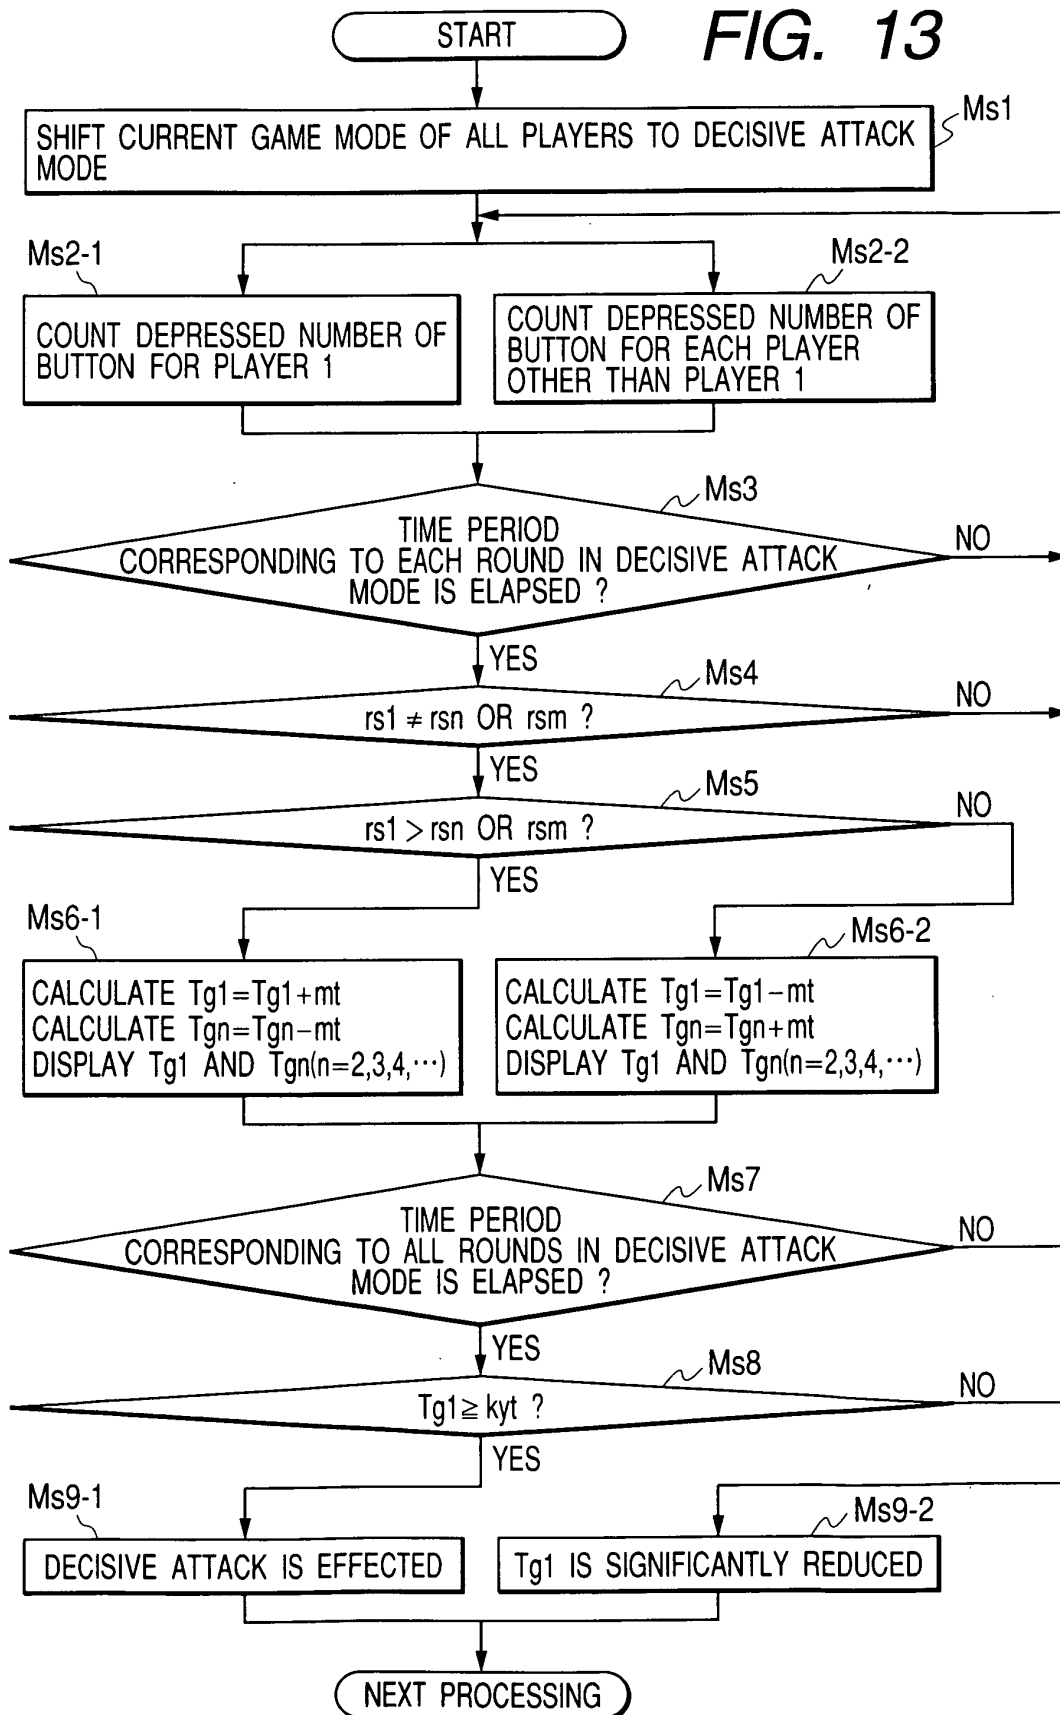 START
FIG. 13
Ms1
SHIFT CURRENT GAME MODE OF ALL PLAYERS TO DECISIVE ATTACK
MODE
Ms2-1
COUNT DEPRESSED NUMBER OF
BUTTON FOR PLAYER 1
Ms2-2
COUNT DEPRESSED NUMBER OF
BUTTON FOR EACH PLAYER
OTHER THAN PLAYER 1
Ms3
TIME PERIOD
CORRESPONDING TO EACH ROUND IN DECISIVE ATTACK
MODE IS ELAPSED ?
NO
YES
Ms4
rs1 ≠ rsn OR rsm ?
NO
YES
Ms5
rs1 > rsn OR rsm ?
NO
YES
Ms6-1
CALCULATE Tg1=Tg1+mt
CALCULATE Tgn=Tgn−mt
DISPLAY Tg1 AND Tgn(n=2,3,4,⋯)
Ms6-2
CALCULATE Tg1=Tg1−mt
CALCULATE Tgn=Tgn+mt
DISPLAY Tg1 AND Tgn(n=2,3,4,⋯)
Ms7
TIME PERIOD
CORRESPONDING TO ALL ROUNDS IN DECISIVE ATTACK
MODE IS ELAPSED ?
NO
YES
Ms8
Tg1≧kyt ?
NO
YES
Ms9-1
DECISIVE ATTACK IS EFFECTED
Ms9-2
Tg1 IS SIGNIFICANTLY REDUCED
NEXT PROCESSING